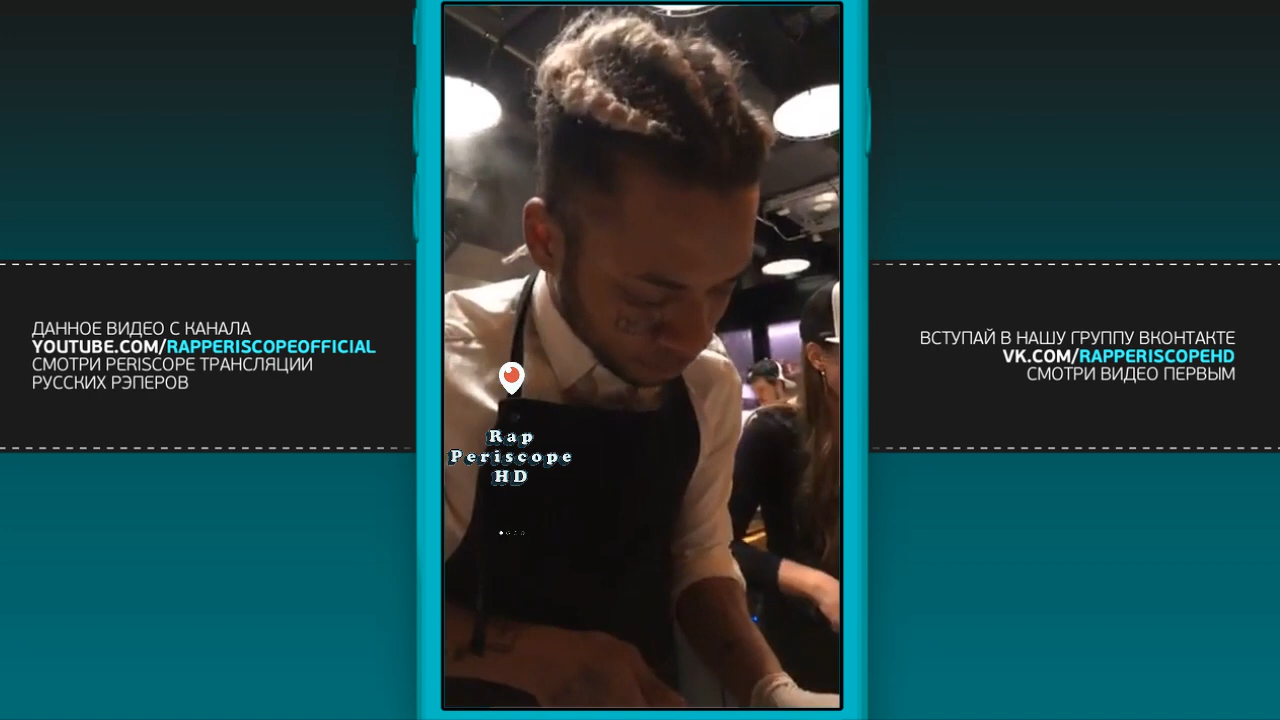 ДАННОЕ ВИДЕО С КАНАЛА
YOUTUBE.COM/RAPPERISCOPEOFFICIAL
СМОТРИ PERISCOPE ТРАНСЛЯЦИИ
РУССКИХ РЭПЕРОВ
Rap
Periscope
HD
ВСТУПАЙ В НАШУ ГРУППУ ВКОНТАКТЕ
VK.COM/RAPPERISCOPEHD
СМОТРИ ВИДЕО ПЕРВЫМ